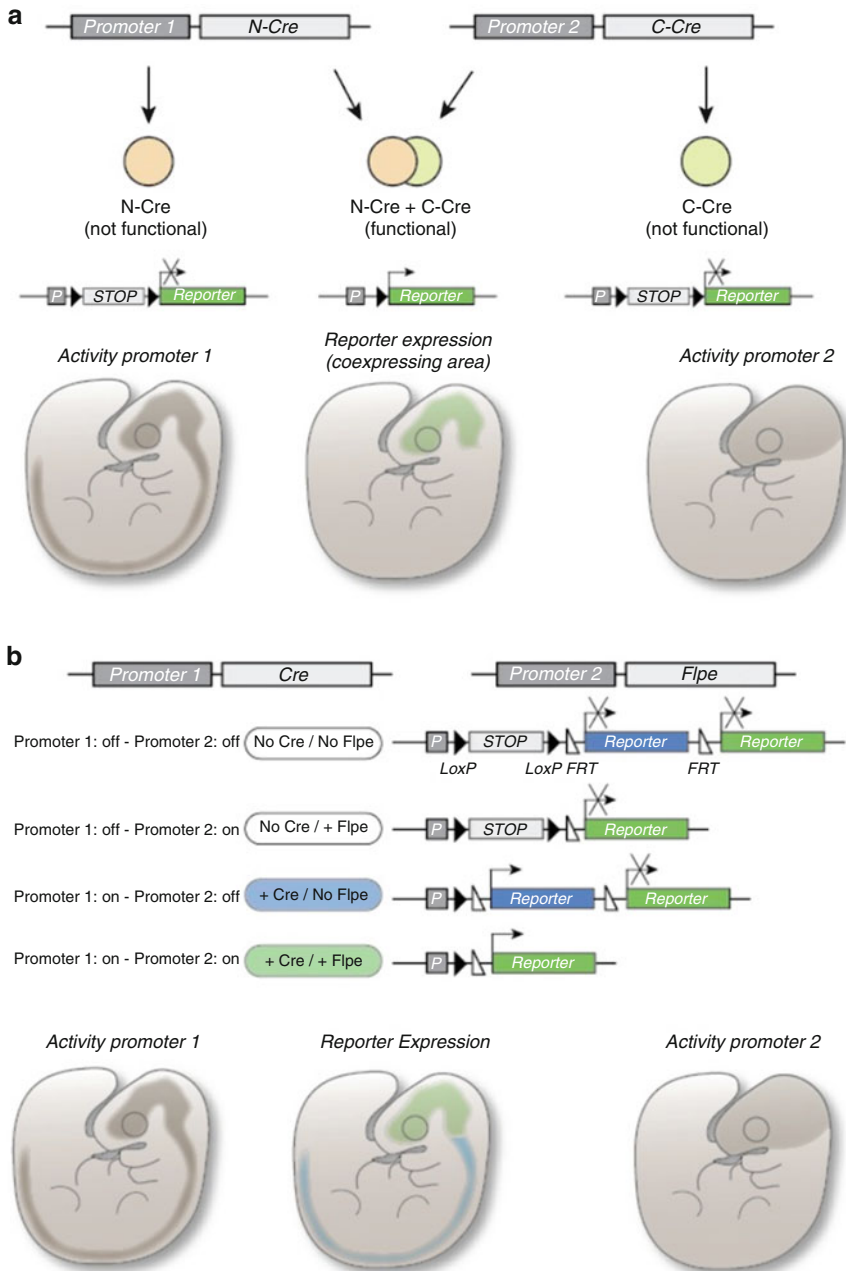 a
Promoter 1 N-Cre Promoter 2 C-Cre
N-Cre
(not functional)
N-Cre + C-Cre
(functional)
C-Cre
(not functional)
P STOP Reporter
P Reporter
P STOP Reporter
Activity promoter 1
Reporter expression
(coexpressing area)
Activity promoter 2
b
Promoter 1 Cre Promoter 2 Flpe
Promoter 1: off - Promoter 2: off No Cre / No Flpe P STOP Reporter Reporter
LoxP LoxP FRT FRT
Promoter 1: off - Promoter 2: on No Cre / + Flpe P STOP Reporter
Promoter 1: on - Promoter 2: off + Cre / No Flpe P Reporter Reporter
Promoter 1: on - Promoter 2: on + Cre / + Flpe P Reporter
Activity promoter 1
Reporter Expression
Activity promoter 2